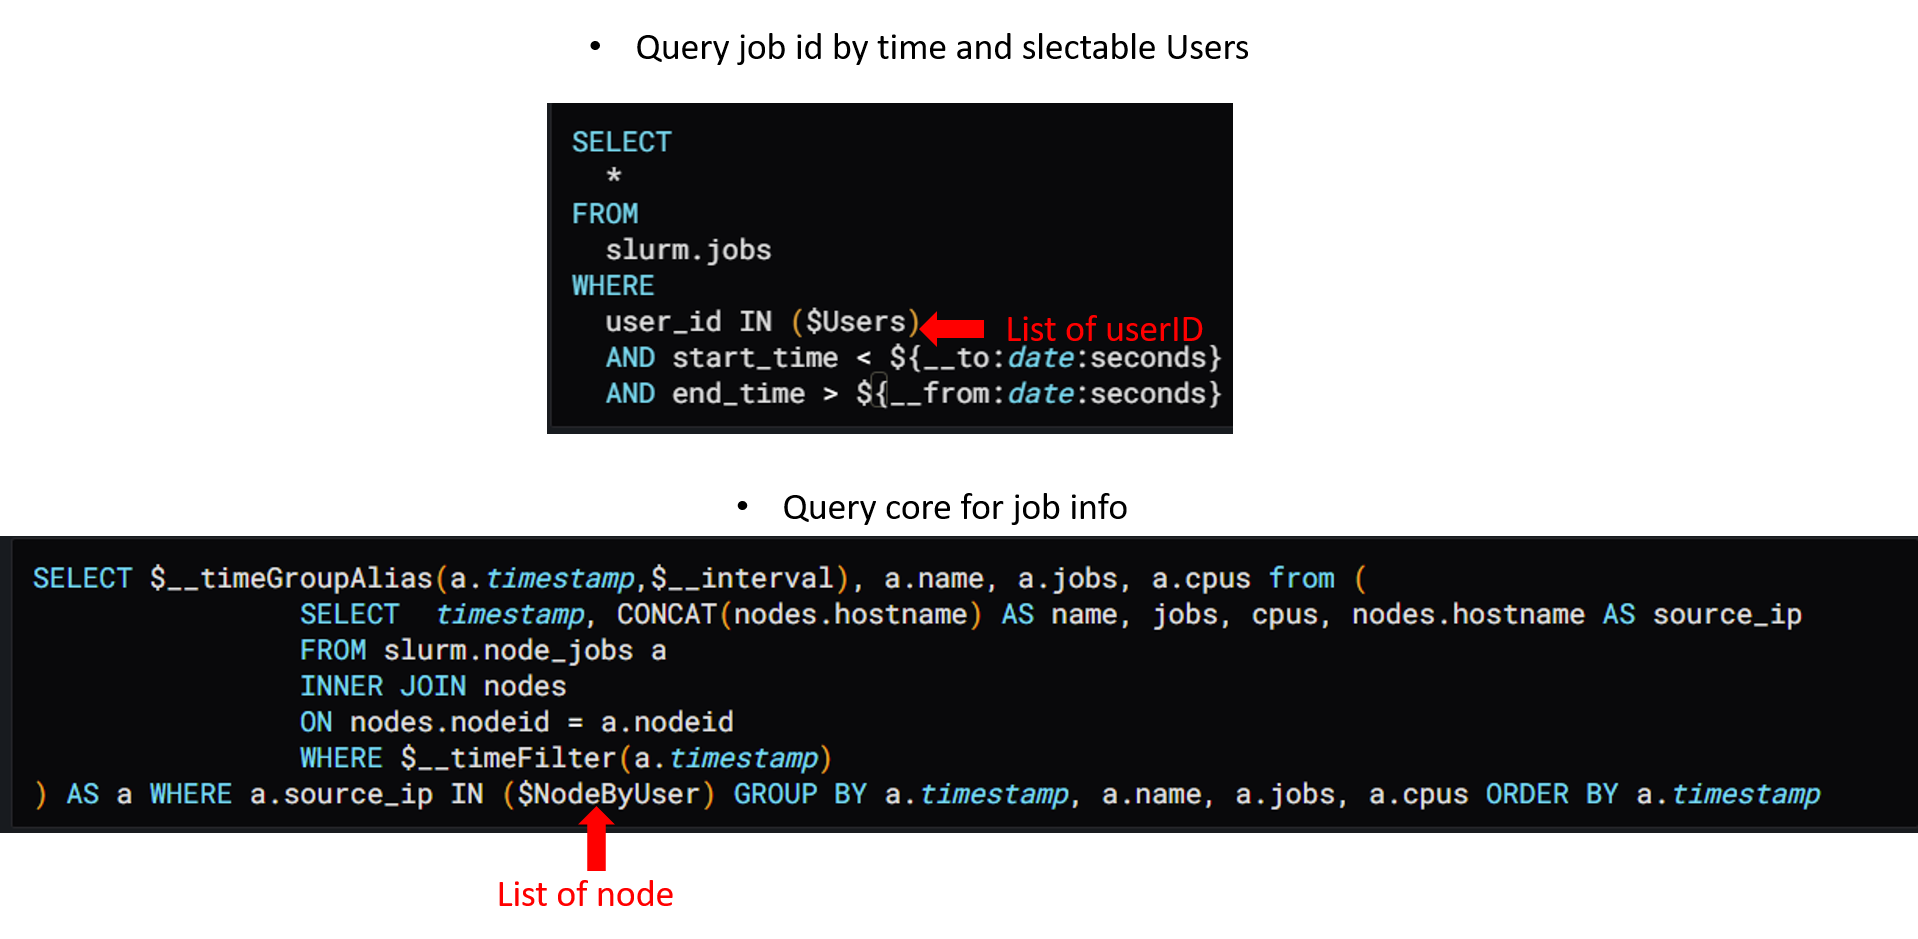 • Query job id by time and slectable Users
SELECT
*
FROM
slurm.jobs
WHERE
user_id IN ($Users)
List of userID
AND start_time < ${__to:date:seconds}
AND end_time > ${__from:date:seconds}
• Query core for job info
SELECT $__timeGroupAlias(a.timestamp,$__interval), a.name, a.jobs, a.cpus from (
SELECT timestamp, CONCAT(nodes.hostname) AS name, jobs, cpus, nodes.hostname AS source_ip
FROM slurm.node_jobs a
INNER JOIN nodes
ON nodes.nodeid = a.nodeid
WHERE $__timeFilter(a.timestamp)
) AS a WHERE a.source_ip IN ($NodeByUser) GROUP BY a.timestamp, a.name, a.jobs, a.cpus ORDER BY a.timestamp
List of node